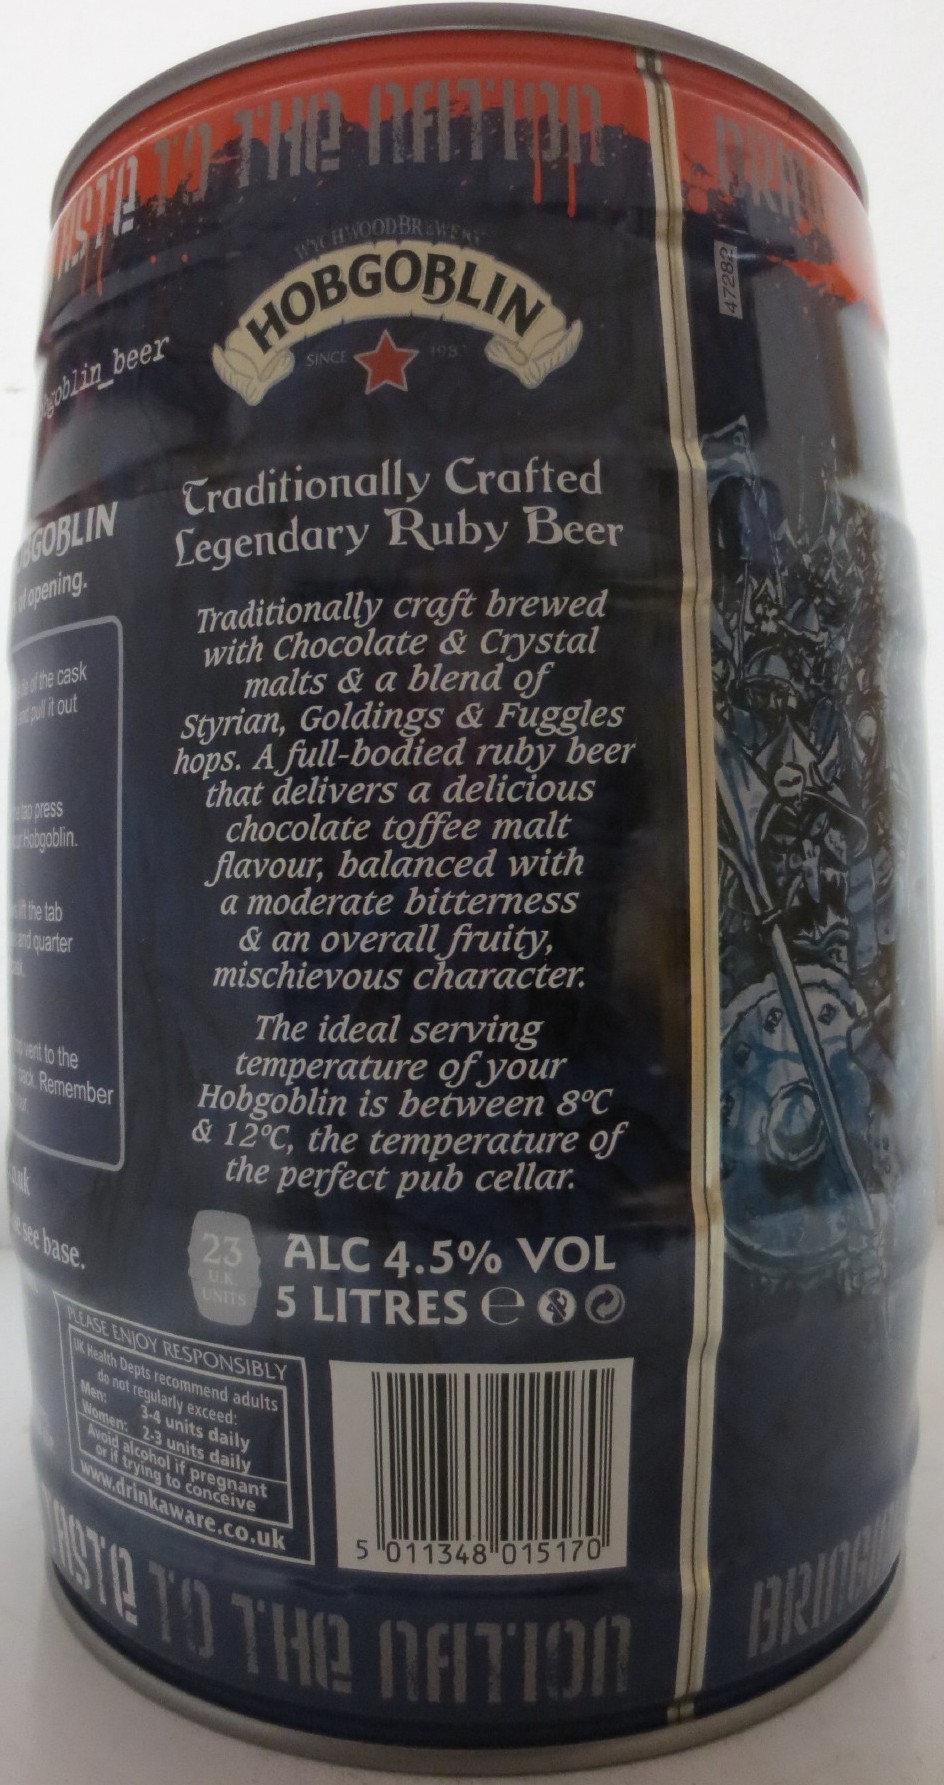 TASTE TO THE NATION
WYCHWOOD BREWERY
HOBGOBLIN
SINCE
47282
goblin_beer
Traditionally Crafted
Legendary Ruby Beer
Traditionally craft brewed
with Chocolate & Crystal
malts & a blend of
Styrian, Goldings & Fuggles
hops. A full-bodied ruby beer
that delivers a delicious
chocolate toffee malt
flavour, balanced with
a moderate bitterness
& an overall fruity,
mischievous character.
The ideal serving
temperature of your
Hobgoblin is between 8ºC
& 12ºC, the temperature of
the perfect pub cellar.
GOBLIN
opening.
of the cask
and pull it out
tap press
Hobgoblin.
lift the tab
and quarter
vent to the
back. Remember
see base.
23
U.K.
UNITS
ALC 4.5% VOL
5 LITRES e
PLEASE ENJOY RESPONSIBLY
UK Health Depts recommend adults
do not regularly exceed:
Men: 3-4 units daily
Women: 2-3 units daily
Avoid alcohol if pregnant
or if trying to conceive
www.drinkaware.co.uk
5 011348 015170
TASTE TO THE NATION